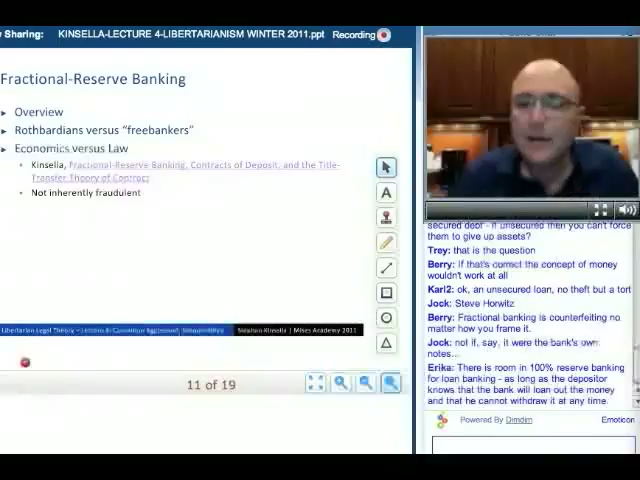 Sharing: KINSELLA-LECTURE 4-LIBERTARIANISM WINTER 2011.ppt Recording
Fractional-Reserve Banking
Overview
Rothbardians versus "freebankers"
Economics versus Law
Kinsella, Fractional-Reserve Banking, Contracts of Deposit, and the Title-
Transfer Theory of Contract
Not inherently fraudulent
Stephan Kinsella | Mises Academy 2011
11 of 19
A
secured debt - if unsecured then you can't force
them to give up assets?
Trey: that is the question
Berry: If that's correct the concept of money
wouldn't work at all
Karl2: ok, an unsecured loan, no theft but a tort
Jock: Steve Horwitz
Berry: Fractional banking is counterfeiting no
matter how you frame it.
Jock: not if, say, it were the bank's own
notes...
Erika: There is room in 100% reserve banking
for loan banking - as long as the depositor
knows that the bank will loan out the money
and that he cannot withdraw it at any time.
Powered By Dimdim Emoticon